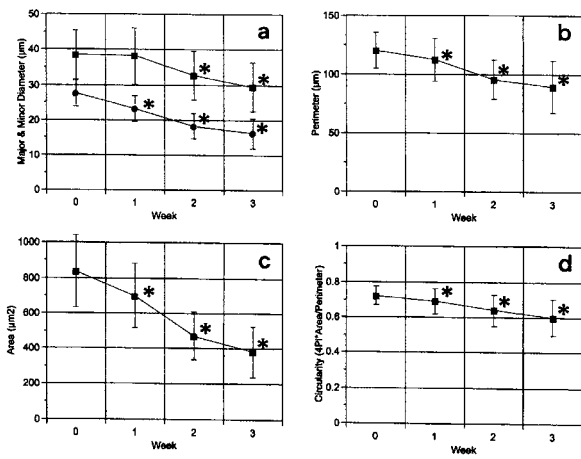 a
Major & Minor Diameter (µm)
50
40
30
20
10
0
*
*
*
*
*
0 1 2 3
Week
b
Perimeter (µm)
150
100
50
0
*
*
*
0 1 2 3
Week
c
Area (µm2)
1000
800
600
400
200
0
*
*
*
0 1 2 3
Week
d
Circularity (4PI*Area/Perimeter)
1
0.8
0.6
0.4
0.2
0
*
*
*
0 1 2 3
Week